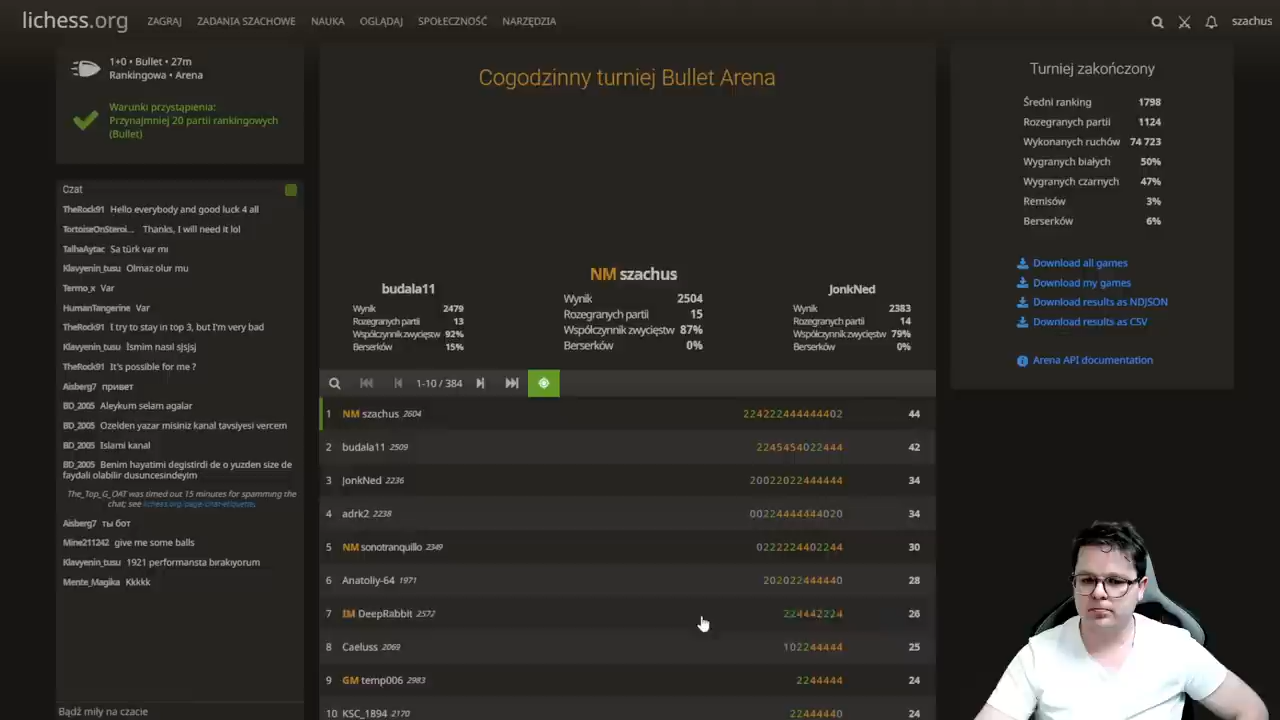 lichess.org
ZAGRAJ
ZADANIA SZACHOWE
NAUKA
OGLĄDAJ
SPOŁECZNOŚĆ
NARZĘDZIA
szachus
1+0 • Bullet • 27m
Rankingowa • Arena
Warunki przystąpienia:
Przynajmniej 20 partii rankingowych
(Bullet)
Czat
TheRock91 Hello everybody and good luck 4 all
TortoiseOnSteroi... Thanks, I will need it lol
TalhaAytac Sa türk var mı
Klavyenin_tusu Olmaz olur mu
Termo_x Var
HumanTangerine Var
TheRock91 I try to stay in top 3, but I'm very bad
Klavyenin_tusu Ismim nasıl sjsjsj
TheRock91 It's possible for me ?
Aisberg7 привет
BD_2005 Aleykum selam agalar
BD_2005 Ozelden yazar misiniz kanal tavsiyesi vercem
BD_2005 Islami kanal
BD_2005 Benim hayatimi degistirdi de o yuzden size de
faydali olabilir dusuncesindeyim
The_Top_G_OAT was timed out 15 minutes for spamming the
chat; see lichess.org/page/chat-etiquette.
Aisberg7 ты бот
Mine211242 give me some balls
Klavyenin_tusu 1921 performansta bırakıyorum
Mente_Magika Kkkkk
Bądź miły na czacie
Cogodzinny turniej Bullet Arena
budala11
Wynik 2479
Rozegranych partii 13
Współczynnik zwycięstw 92%
Berserków 15%
NM szachus
Wynik 2504
Rozegranych partii 15
Współczynnik zwycięstw 87%
Berserków 0%
JonkNed
Wynik 2383
Rozegranych partii 14
Współczynnik zwycięstw 79%
Berserków 0%
1-10 / 384
1 NM szachus 2604 224222444444402 44
2 budala11 2509 2245454022444 42
3 JonkNed 2236 20022022444444 34
4 adrk2 2238 00224444444020 34
5 NM sonotranquillo 2349 0222224402244 30
6 Anatoliy-64 1971 202022444440 28
7 IM DeepRabbit 2572 224442224 26
8 Caeluss 2069 102244444 25
9 GM temp006 2983 2244444 24
10 KSC_1894 2170 22444440 24
Turniej zakończony
Średni ranking 1798
Rozegranych partii 1124
Wykonanych ruchów 74 723
Wygranych białych 50%
Wygranych czarnych 47%
Remisów 3%
Berserków 6%
Download all games
Download my games
Download results as NDJSON
Download results as CSV
Arena API documentation